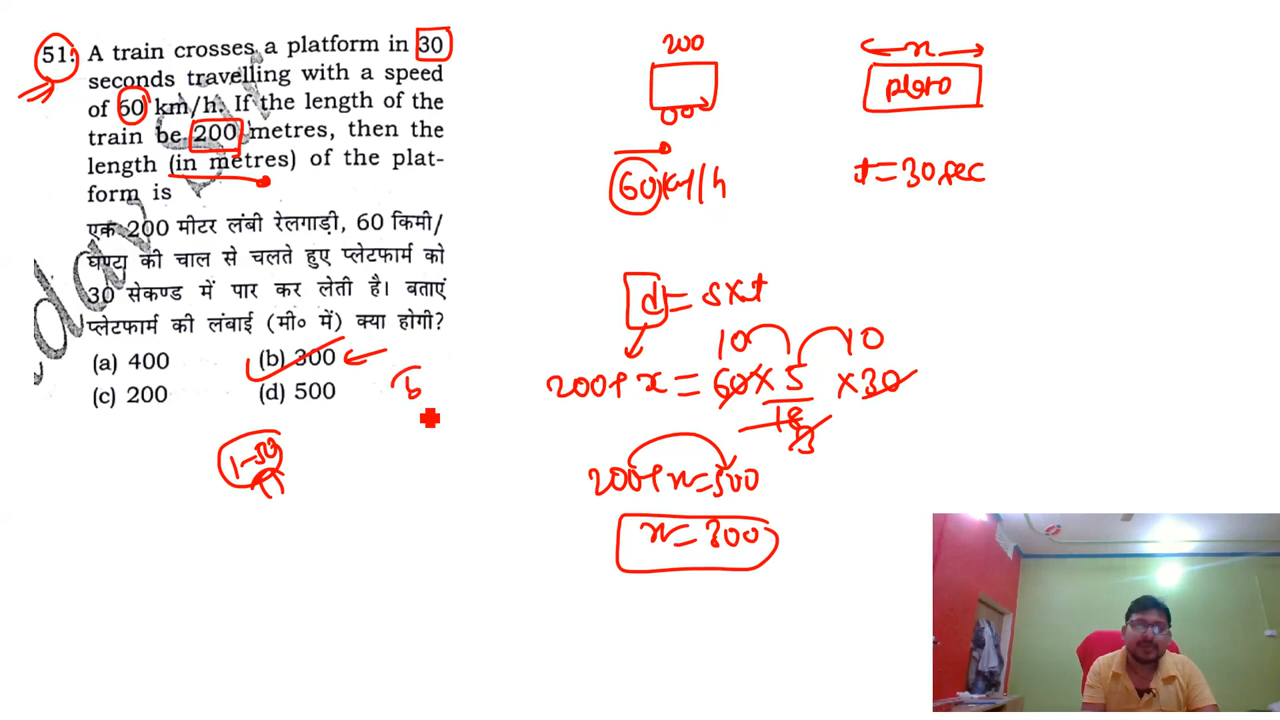 51. A train crosses a platform in 30
seconds travelling with a speed
of 60 km/h. If the length of the
train be 200 metres, then the
length (in metres) of the plat-
form is
एक 200 मीटर लंबी रेलगाड़ी, 60 किमी/
घण्टा की चाल से चलते हुए प्लेटफार्म को
30 सेकण्ड में पार कर लेती है। बताएं
प्लेटफार्म की लंबाई (मी० में) क्या होगी?
(a) 400 (b) 300
(c) 200 (d) 500
b
200
x
60 km/h
t = 30 sec
d = s x t
10 10
200 + x = 60 x 5 x 30
18
3
200 + x = 500
x = 300